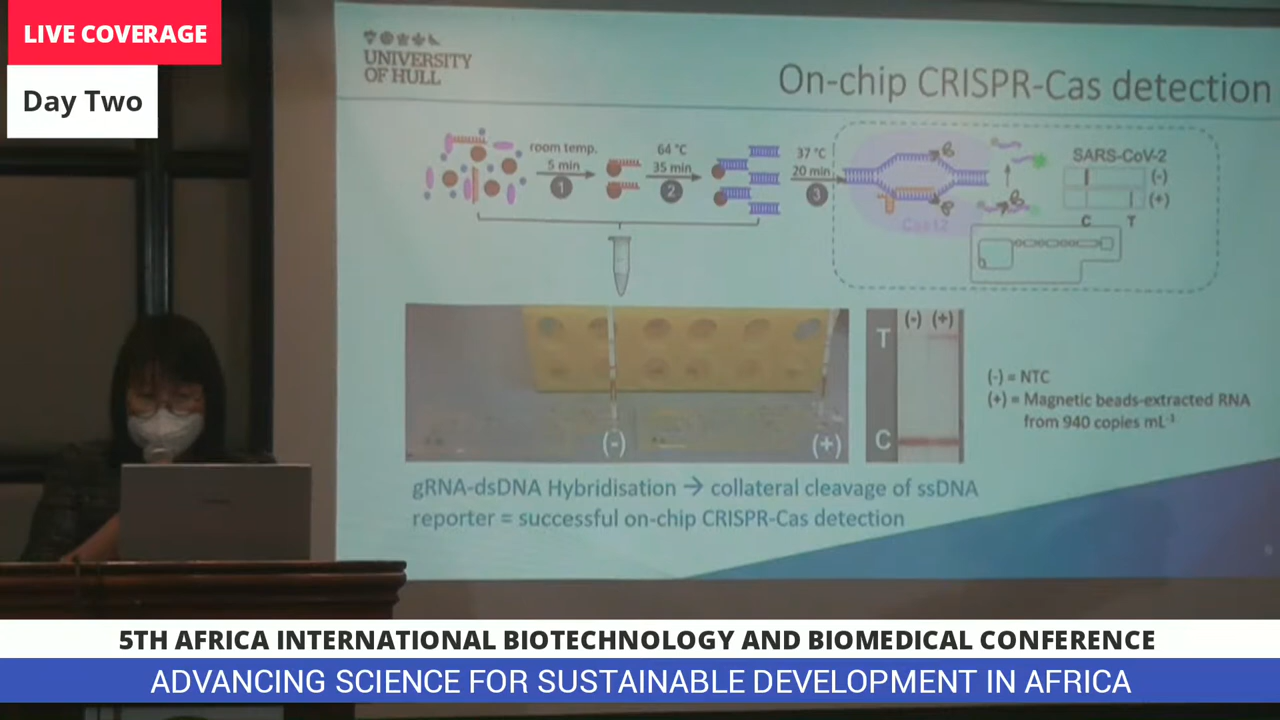 LIVE COVERAGE
Day Two
UNIVERSITY
OF HULL
On-chip CRISPR-Cas detection
room temp.
5 min
1
64 °C
35 min
2
37 °C
20 min
3
Cas12
SARS-CoV-2
(-)
(+)
C T
(-)
(+)
T
C
(-) (+)
(-) = NTC
(+) = Magnetic beads-extracted RNA
from 940 copies mL⁻¹
gRNA-dsDNA Hybridisation → collateral cleavage of ssDNA
reporter = successful on-chip CRISPR-Cas detection
5TH AFRICA INTERNATIONAL BIOTECHNOLOGY AND BIOMEDICAL CONFERENCE
ADVANCING SCIENCE FOR SUSTAINABLE DEVELOPMENT IN AFRICA